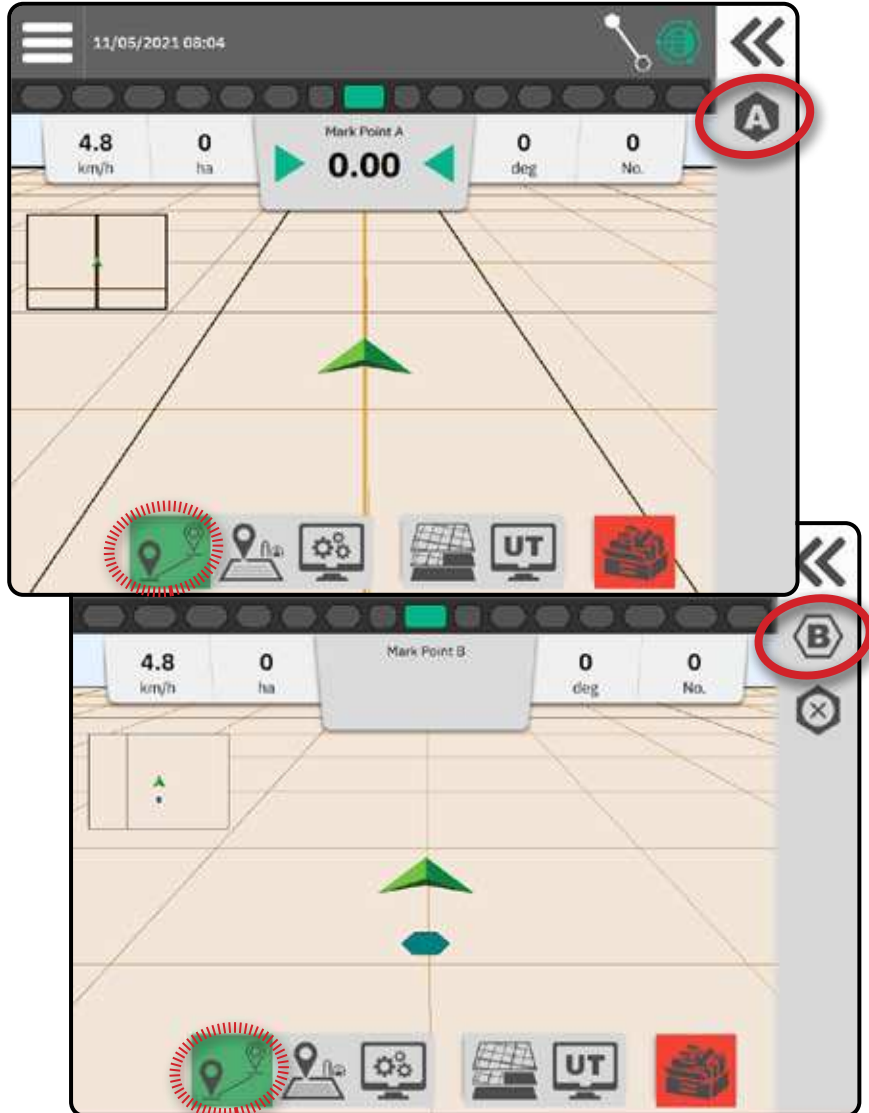 11/05/2021 08:04
A
Mark Point A
4.8 0 0.00 0 0
km/h ha deg No.
UT
B
Mark Point B
4.8 0 0 0
km/h ha deg No.
UT